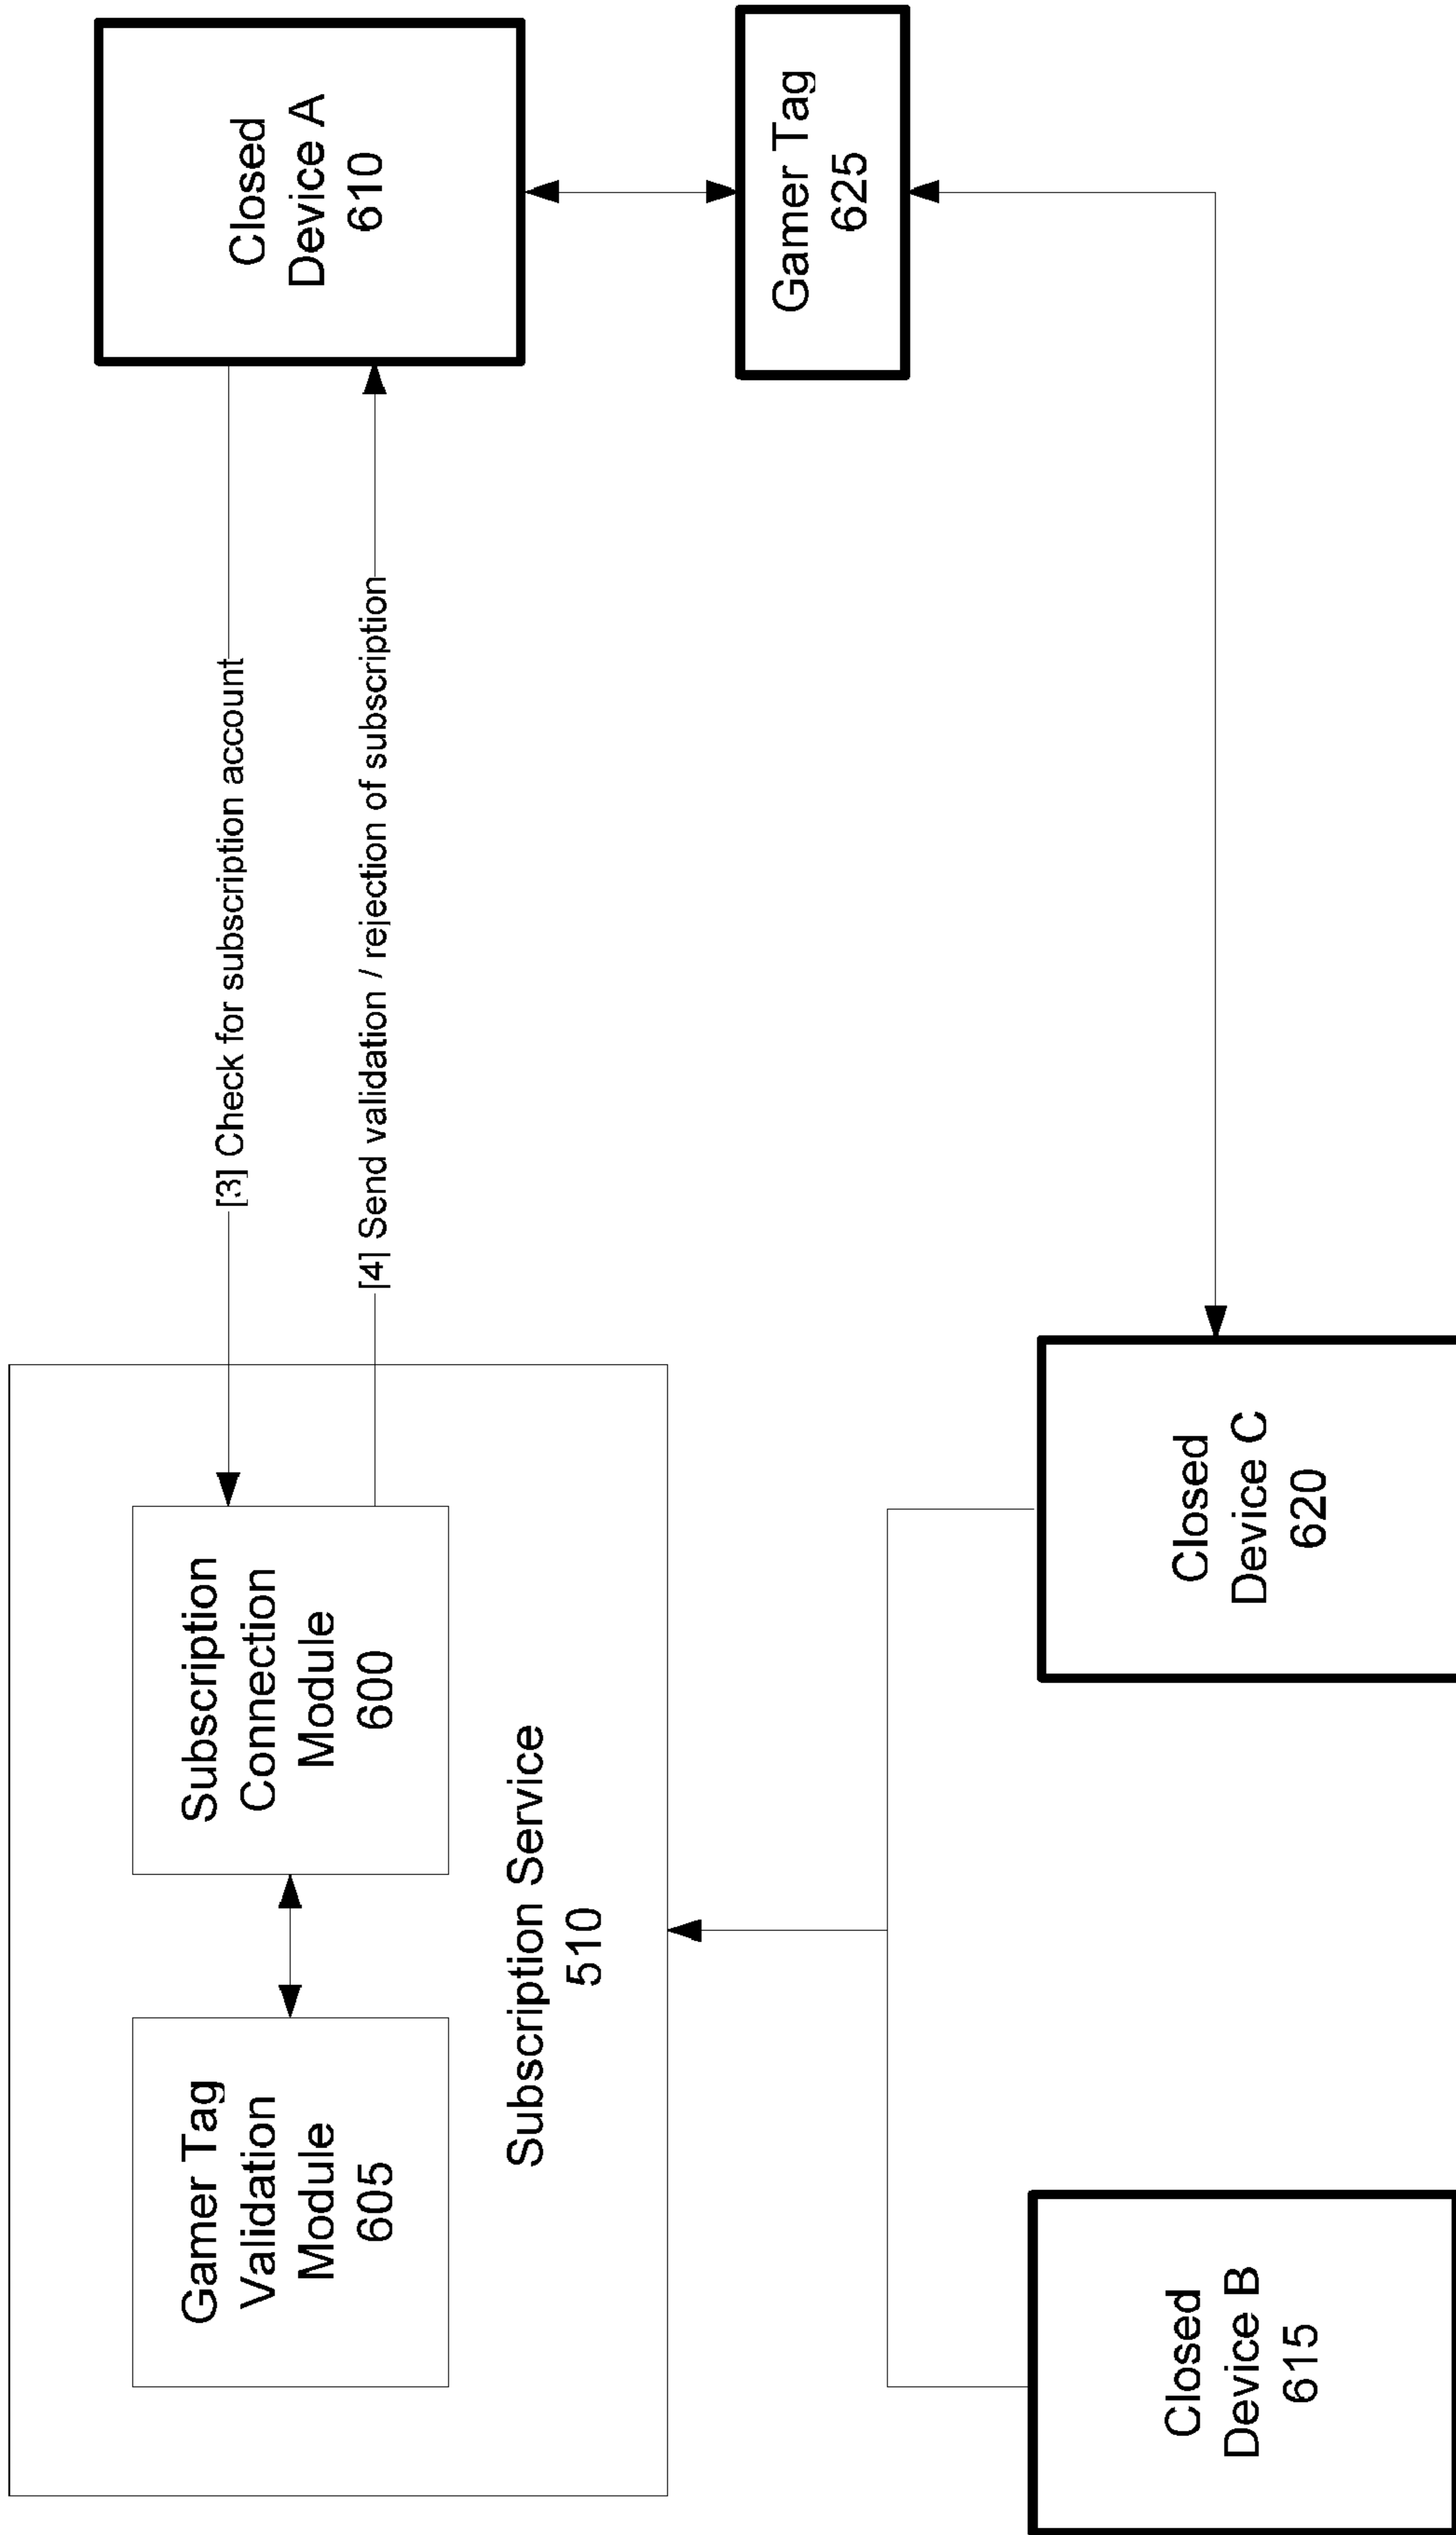 Gamer Tag
Validation
Module
605
Subscription
Connection
Module
600
Subscription Service
510
[3] Check for subscription account
[4] Send validation / rejection of subscription
Closed
Device A
610
Gamer Tag
625
Closed
Device B
615
Closed
Device C
620